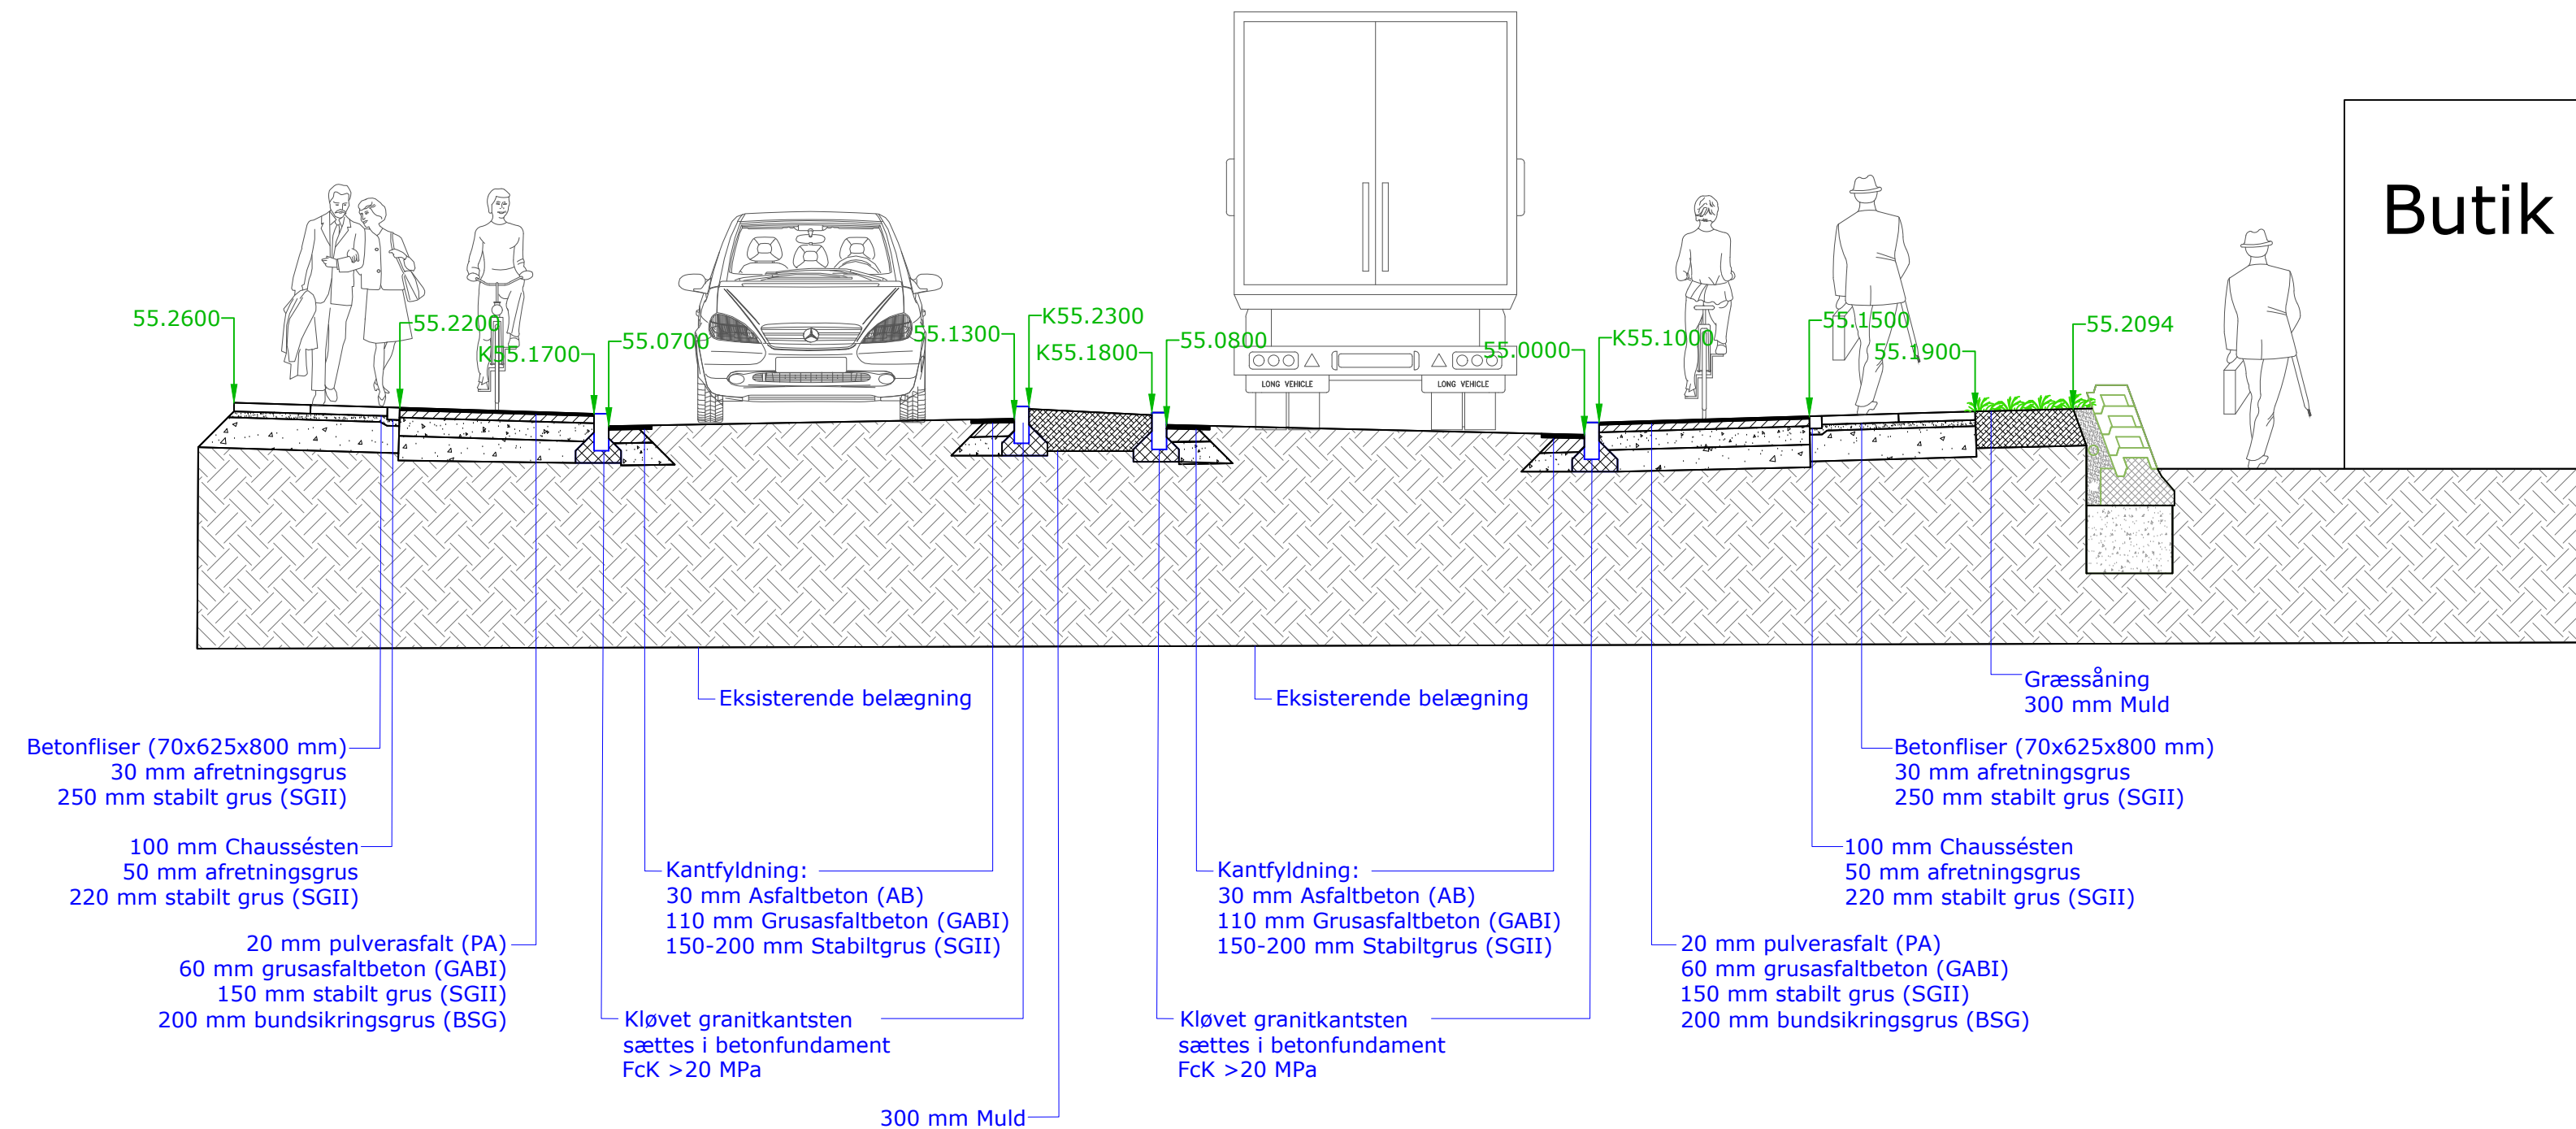 Butik
K55.2300
55.2600
55.2200
55.1300
55.1500
55.2094
K55.1700
55.0700
K55.1800
55.0800
55.0000
K55.1000
55.1900
LONG VEHICLE
LONG VEHICLE
Eksisterende belægning
Eksisterende belægning
Græssåning
300 mm Muld
Betonfliser (70x625x800 mm)
30 mm afretningsgrus
250 mm stabilt grus (SGII)
Betonfliser (70x625x800 mm)
30 mm afretningsgrus
250 mm stabilt grus (SGII)
100 mm Chaussésten
50 mm afretningsgrus
220 mm stabilt grus (SGII)
Kantfyldning:
30 mm Asfaltbeton (AB)
110 mm Grusasfaltbeton (GABI)
150-200 mm Stabiltgrus (SGII)
Kantfyldning:
30 mm Asfaltbeton (AB)
110 mm Grusasfaltbeton (GABI)
150-200 mm Stabiltgrus (SGII)
100 mm Chaussésten
50 mm afretningsgrus
220 mm stabilt grus (SGII)
20 mm pulverasfalt (PA)
60 mm grusasfaltbeton (GABI)
150 mm stabilt grus (SGII)
200 mm bundsikringsgrus (BSG)
Kløvet granitkantsten
sættes i betonfundament
FcK >20 MPa
Kløvet granitkantsten
sættes i betonfundament
FcK >20 MPa
20 mm pulverasfalt (PA)
60 mm grusasfaltbeton (GABI)
150 mm stabilt grus (SGII)
200 mm bundsikringsgrus (BSG)
300 mm Muld